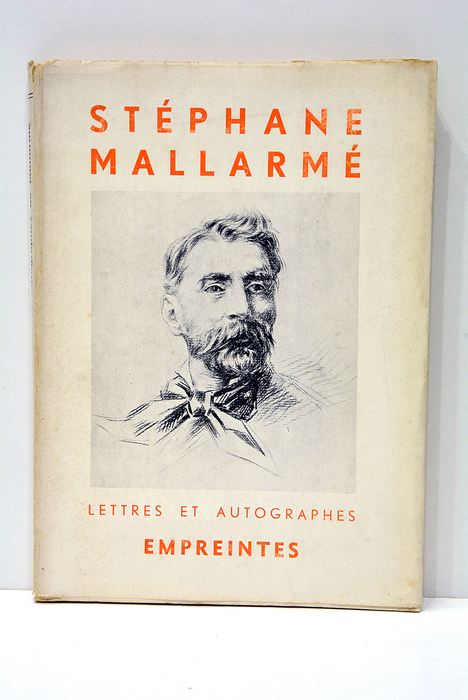 STÉPHANE
MALLARMÉ
LETTRES ET AUTOGRAPHES
EMPREINTES